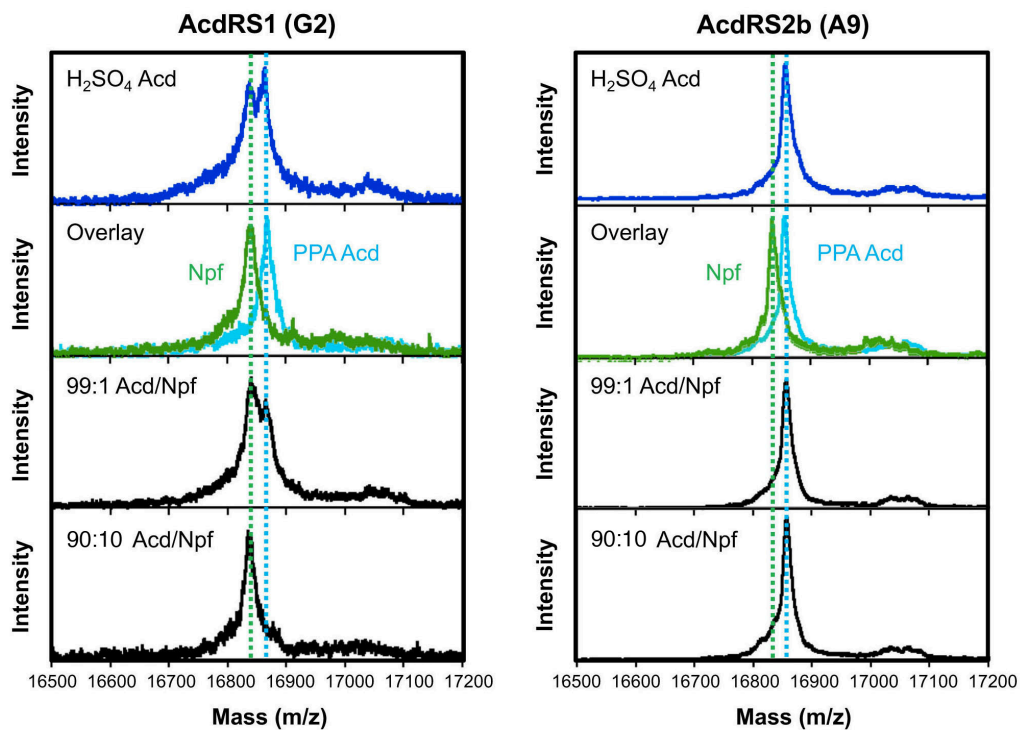 AcdRS1 (G2)
Intensity
H₂SO₄ Acd
Intensity
Overlay
Npf
PPA Acd
Intensity
99:1 Acd/Npf
Intensity
90:10 Acd/Npf
16500 16600 16700 16800 16900 17000 17100 17200
Mass (m/z)
AcdRS2b (A9)
Intensity
H₂SO₄ Acd
Intensity
Overlay
Npf
PPA Acd
Intensity
99:1 Acd/Npf
Intensity
90:10 Acd/Npf
16500 16600 16700 16800 16900 17000 17100 17200
Mass (m/z)